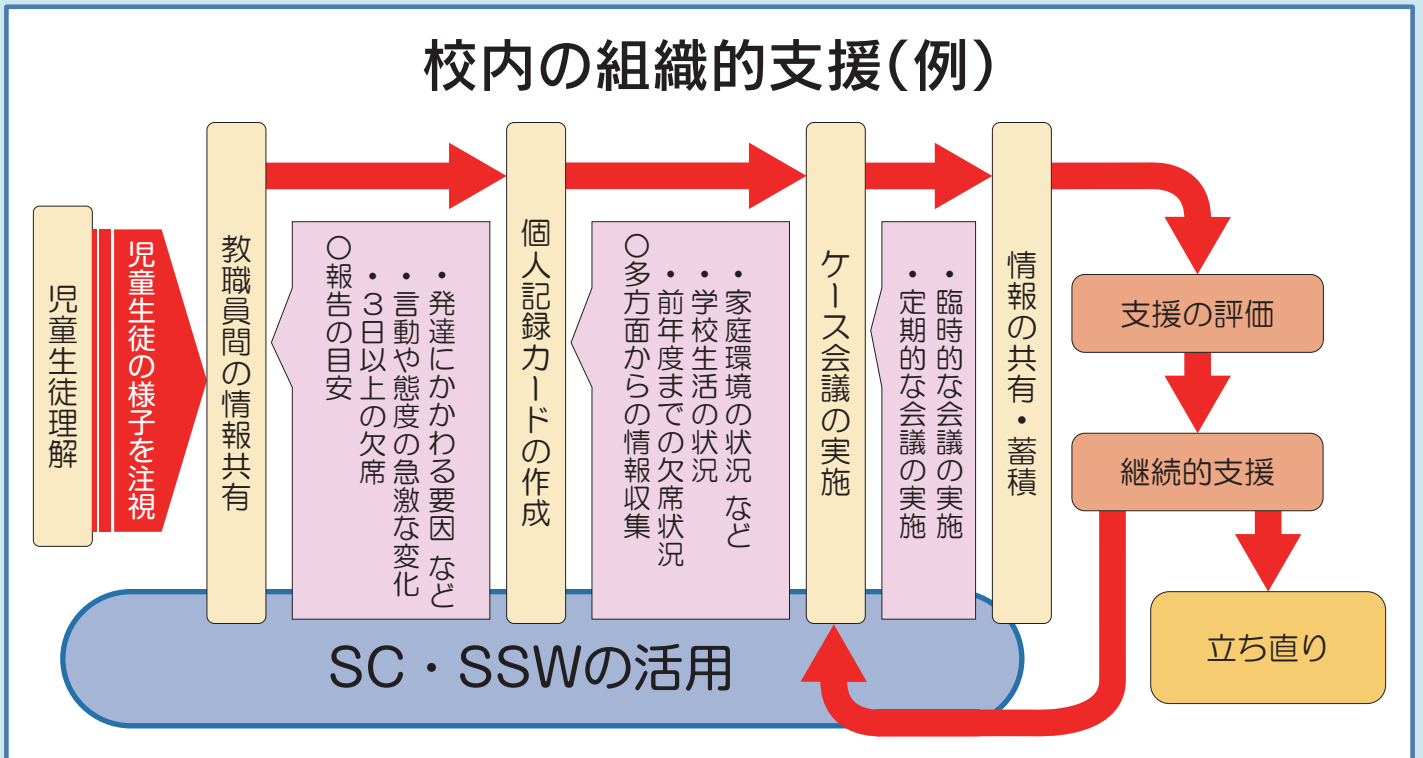 校内の組織的支援(例)
児童生徒理解
児童生徒の様子を注視
教職員間の情報共有
〇報告の目安
・３日以上の欠席
・言動や態度の急激な変化
・発達にかかわる要因 など
個人記録カードの作成
〇多方面からの情報収集
・前年度までの欠席状況
・学校生活の状況
・家庭環境の状況 など
ケース会議の実施
・定期的な会議の実施
・臨時的な会議の実施
情報の共有・蓄積
支援の評価
継続的支援
立ち直り
SC・SSWの活用